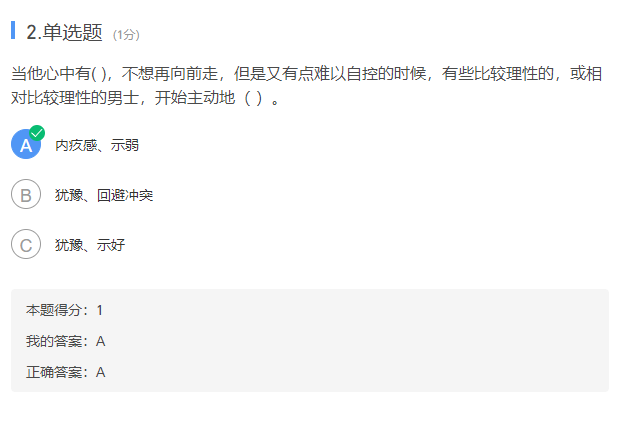 2.单选题 (1分)
当他心中有( )，不想再向前走，但是又有点难以自控的时候，有些比较理性的，或相
对比较理性的男士，开始主动地（ ）。
A 内疚感、示弱
B 犹豫、回避冲突
C 犹豫、示好
本题得分：1
我的答案：A
正确答案：A